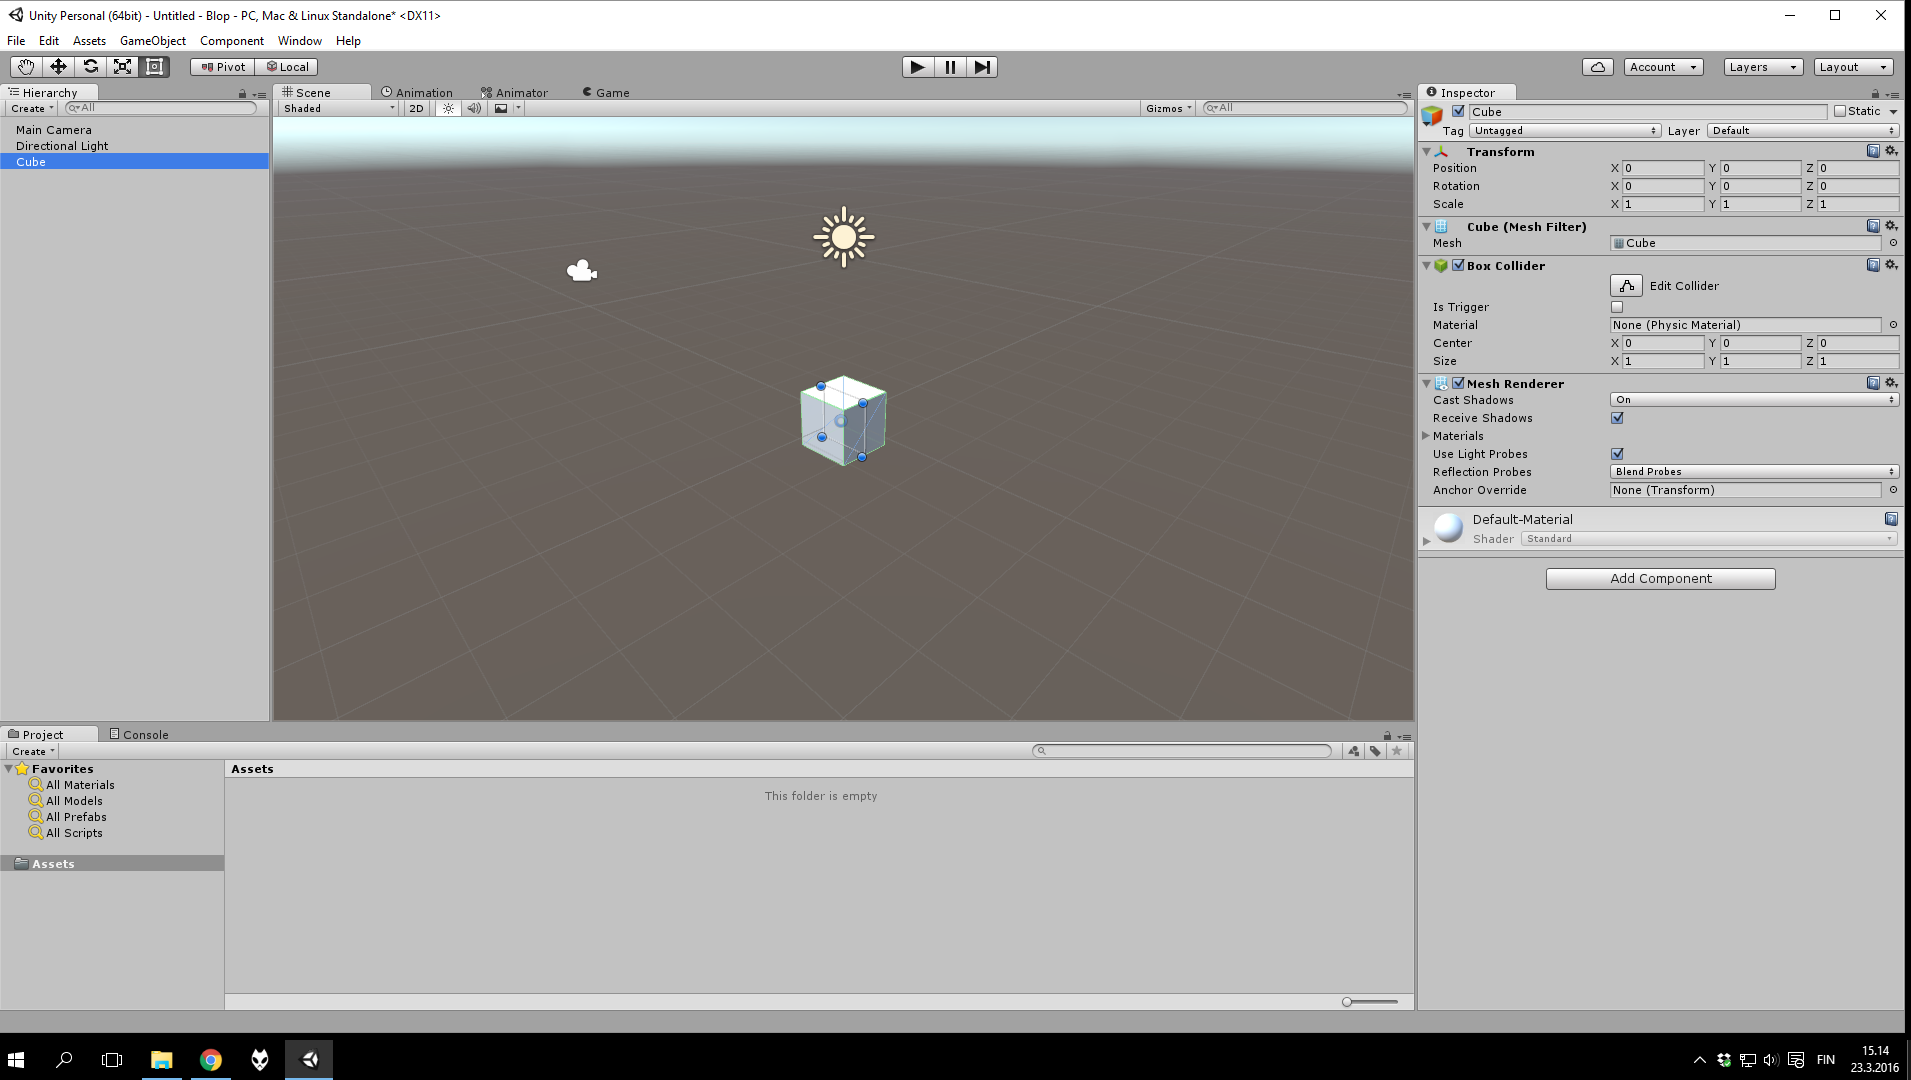 Unity Personal (64bit) - Untitled - Blop - PC, Mac & Linux Standalone* <DX11>
File Edit Assets GameObject Component Window Help
Pivot Local Account Layers Layout
Hierarchy
Create All
Main Camera
Directional Light
Cube
Scene Animation Animator Game
Shaded 2D Gizmos All
Inspector
Cube Static
Tag Untagged Layer Default
Transform
Position X 0 Y 0 Z 0
Rotation X 0 Y 0 Z 0
Scale X 1 Y 1 Z 1
Cube (Mesh Filter)
Mesh Cube
Box Collider
Edit Collider
Is Trigger
Material None (Physic Material)
Center X 0 Y 0 Z 0
Size X 1 Y 1 Z 1
Mesh Renderer
Cast Shadows On
Receive Shadows
Materials
Use Light Probes
Reflection Probes Blend Probes
Anchor Override None (Transform)
Default-Material
Shader Standard
Add Component
Project Console
Create
Favorites
All Materials
All Models
All Prefabs
All Scripts
Assets
Assets
This folder is empty
FIN
15.14
23.3.2016